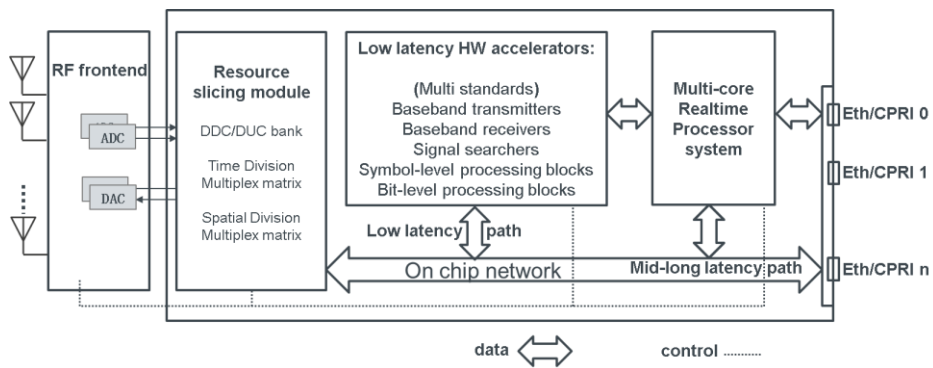 RF frontend
ADC
DAC
Resource
slicing module
DDC/DUC bank
Time Division
Multiplex matrix
Spatial Division
Multiplex matrix
Low latency HW accelerators:
(Multi standards)
Baseband transmitters
Baseband receivers
Signal searchers
Symbol-level processing blocks
Bit-level processing blocks
Multi-core
Realtime
Processor
system
Eth/CPRI 0
Eth/CPRI 1
Eth/CPRI n
Low latency path
On chip network
Mid-long latency path
data
control ...........